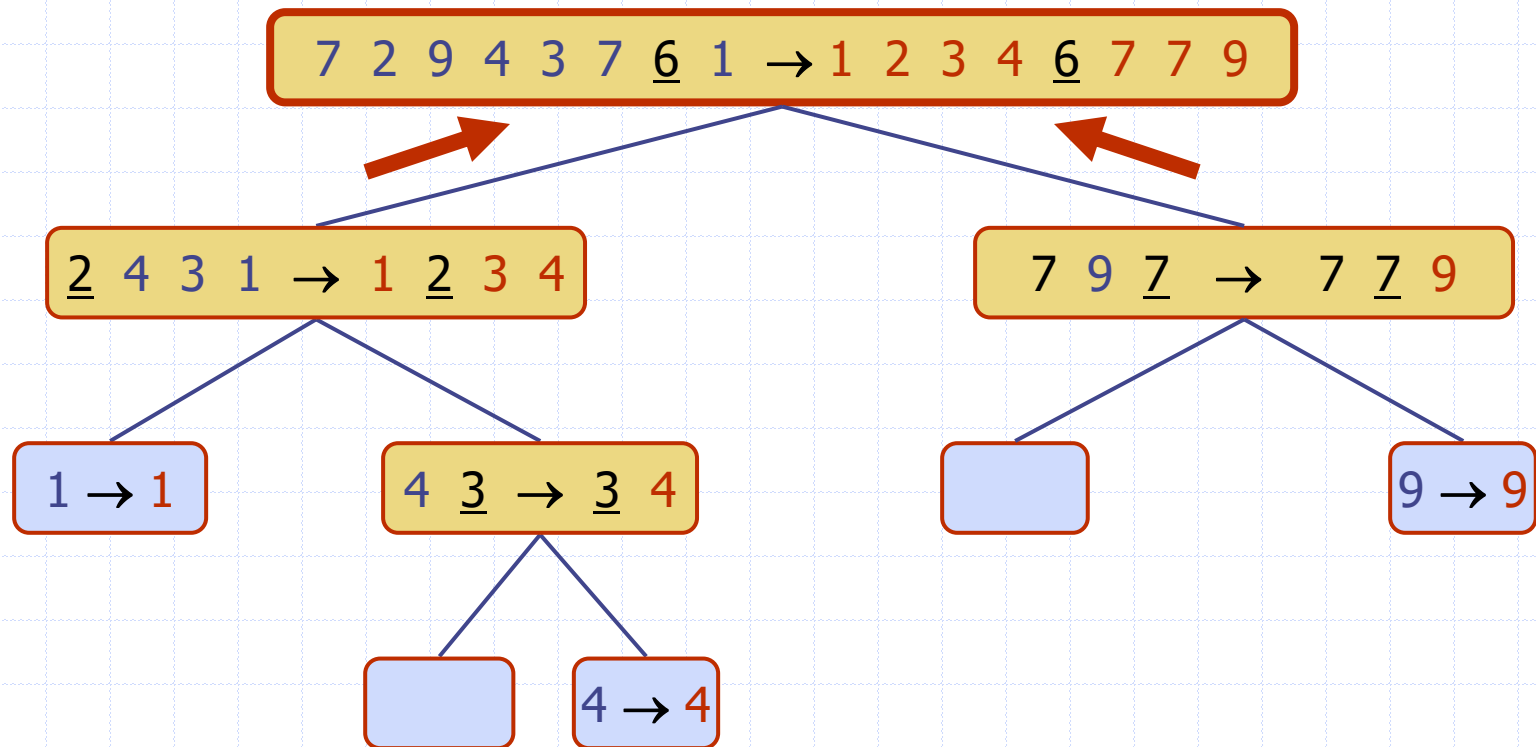 7 2 9 4 3 7 6 1 → 1 2 3 4 6 7 7 9
2 4 3 1 → 1 2 3 4
7 9 7 → 7 7 9
1 → 1
4 3 → 3 4
9 → 9
4 → 4